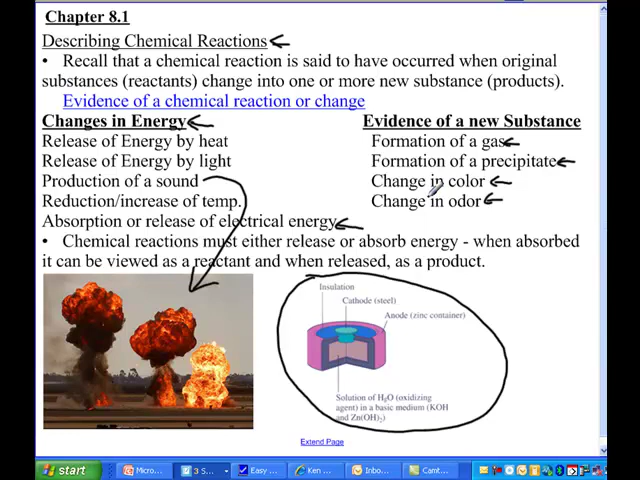 Chapter 8.1
Describing Chemical Reactions
• Recall that a chemical reaction is said to have occurred when original
substances (reactants) change into one or more new substance (products).
Evidence of a chemical reaction or change
Changes in Energy
Release of Energy by heat
Release of Energy by light
Production of a sound
Reduction/increase of temp.
Absorption or release of electrical energy
Evidence of a new Substance
Formation of a gas
Formation of a precipitate
Change in color
Change in odor
• Chemical reactions must either release or absorb energy - when absorbed
it can be viewed as a reactant and when released, as a product.
Insulation
Cathode (steel)
Anode (zinc container)
Solution of H₂O (oxidizing
agent) in a basic medium (KOH
and Zn(OH)₂)
Extend Page
start
Micro...
3 S...
Easy ...
Ken ...
Inbo...
Camt...